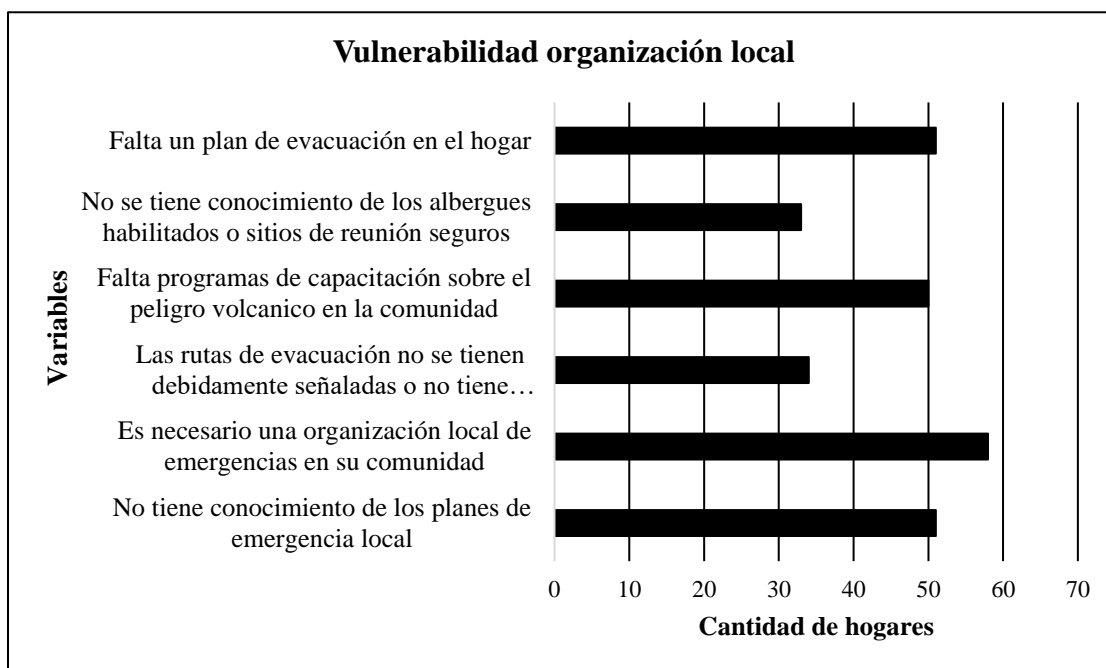 Vulnerabilidad organización local
Variables
Falta un plan de evacuación en el hogar
No se tiene conocimiento de los albergues
habilitados o sitios de reunión seguros
Falta programas de capacitación sobre el
peligro volcanico en la comunidad
Las rutas de evacuación no se tienen
debidamente señaladas o no tiene…
Es necesario una organización local de
emergencias en su comunidad
No tiene conocimiento de los planes de
emergencia local
0 10 20 30 40 50 60 70
Cantidad de hogares